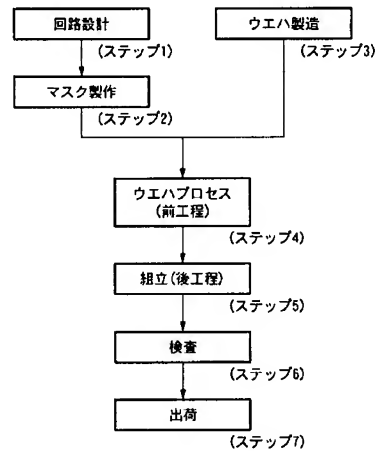 回路設計
(ステップ1)
ウエハ製造
(ステップ3)
マスク製作
(ステップ2)
ウエハプロセス
(前工程)
(ステップ4)
組立(後工程)
(ステップ5)
検査
(ステップ6)
出荷
(ステップ7)